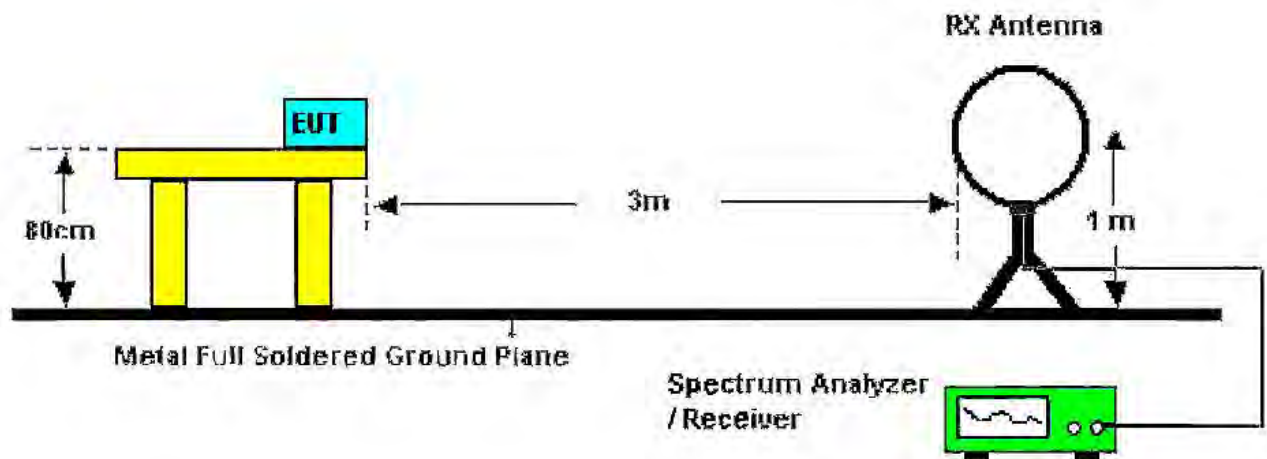 RX Antenna
EUT
3m
80cm
1 m
Metal Full Soldered Ground Plane
Spectrum Analyzer
/ Receiver